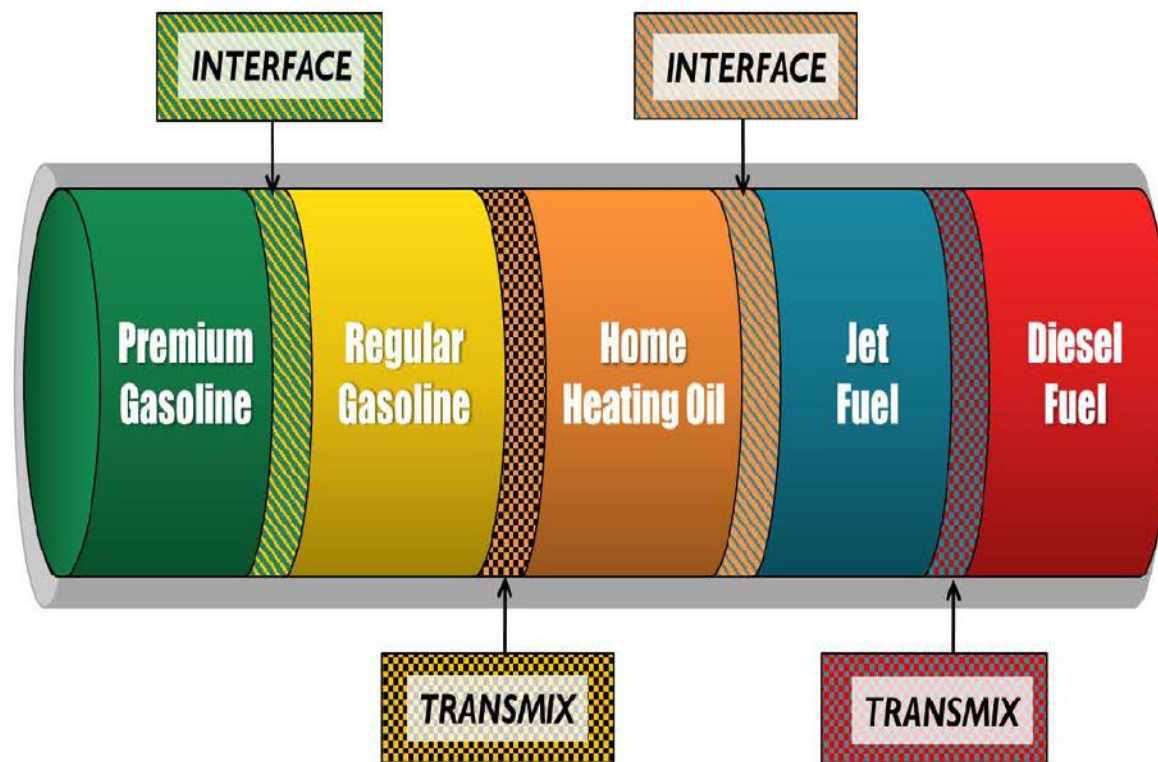 INTERFACE
INTERFACE
Premium
Gasoline
Regular
Gasoline
Home
Heating Oil
Jet
Fuel
Diesel
Fuel
TRANSMIX
TRANSMIX